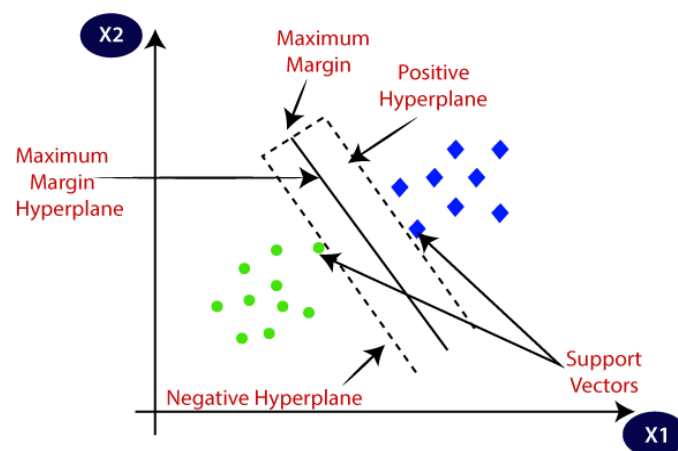 X2
Maximum
Margin
Positive
Hyperplane
Maximum
Margin
Hyperplane
Support
Vectors
Negative Hyperplane
X1